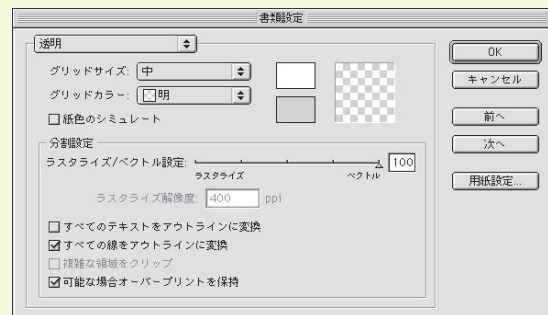 書類設定
透明
グリッドサイズ: 中
グリッドカラー: 明
紙色のシミュレート
分割設定
ラスタライズ/ベクトル設定: 100
ラスタライズ ベクトル
ラスタライズ解像度: 400 ppi
すべてのテキストをアウトラインに変換
すべての線をアウトラインに変換
複雑な領域をクリップ
可能な場合オーバープリントを保持
OK
キャンセル
前へ
次へ
用紙設定...